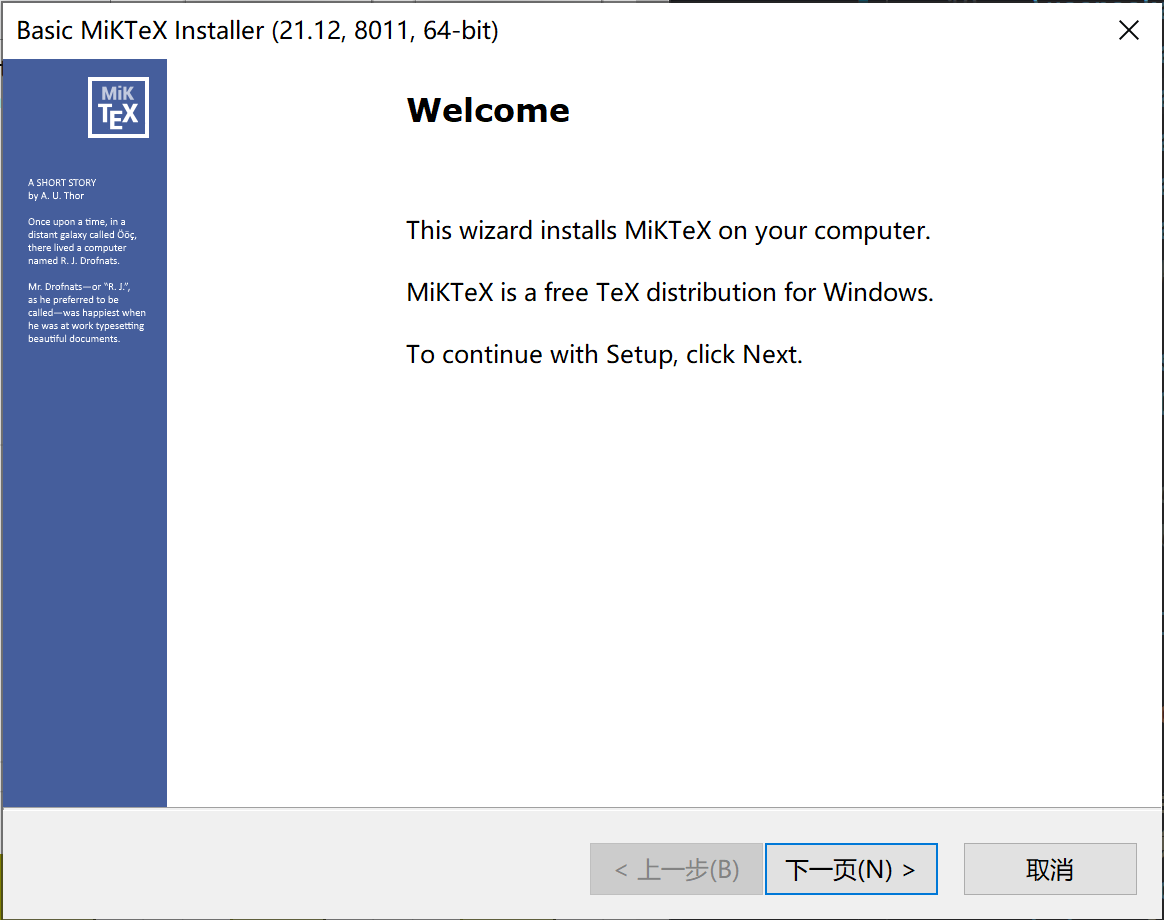 Basic MiKTeX Installer (21.12, 8011, 64-bit)
MiK
TEX
A SHORT STORY
by A. U. Thor
Once upon a time, in a
distant galaxy called Ööç,
there lived a computer
named R. J. Drofnats.
Mr. Drofnats—or “R. J.”,
as he preferred to be
called—was happiest when
he was at work typesetting
beautiful documents.
Welcome
This wizard installs MiKTeX on your computer.
MiKTeX is a free TeX distribution for Windows.
To continue with Setup, click Next.
< 上一步(B)
下一页(N) >
取消